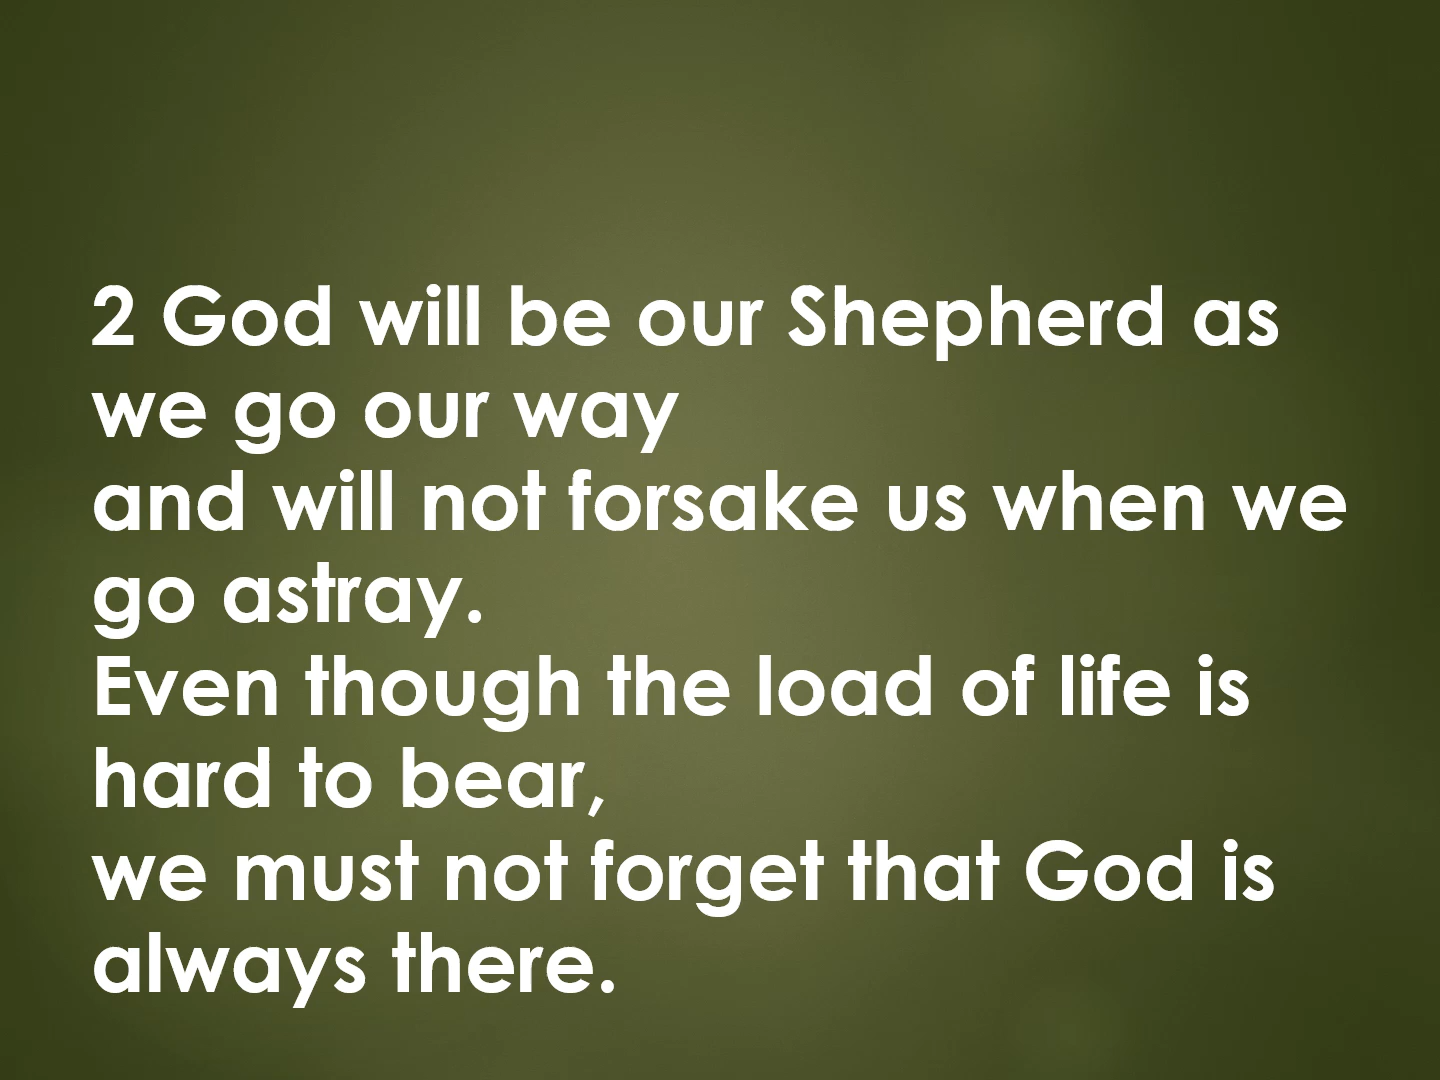 2 God will be our Shepherd as
we go our way
and will not forsake us when we
go astray.
Even though the load of life is
hard to bear,
we must not forget that God is
always there.